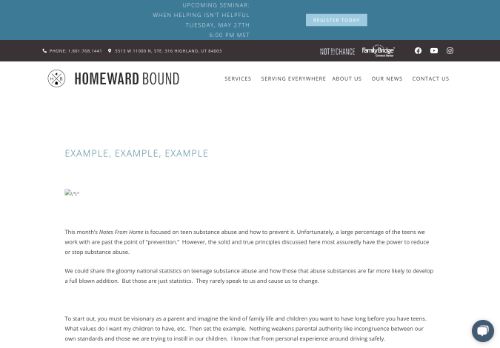 UPCOMING SEMINAR:
WHEN HELPING ISN'T HELPFUL
TUESDAY, MAY 27TH
6:00 PM MST
REGISTER TODAY
PHONE: 1.801.768.1441
5313 W 11000 N, STE. 316 HIGHLAND, UT 84003
NOT BY CHANCE
FamilyBridge
HOMEWARD BOUND
SERVICES SERVING EVERYWHERE ABOUT US OUR NEWS CONTACT US
EXAMPLE, EXAMPLE, EXAMPLE
This month's Notes From Home is focused on teen substance abuse and how to prevent it. Unfortunately, a large percentage of the teens we
work with are past the point of "prevention." However, the solid and true principles discussed here most assuredly have the power to reduce
or stop substance abuse.
We could share the gloomy national statistics on teenage substance abuse and how those that abuse substances are far more likely to develop
a full blown addition. But those are just statistics. They rarely speak to us and cause us to change.
To start out, you must be visionary as a parent and imagine the kind of family life and children you want to have long before you have teens.
What values do I want my children to have, etc. Then set the example. Nothing weakens parental authority like incongruence between our
own standards and those we are trying to instill in our children. I know that from personal experience around driving safely.